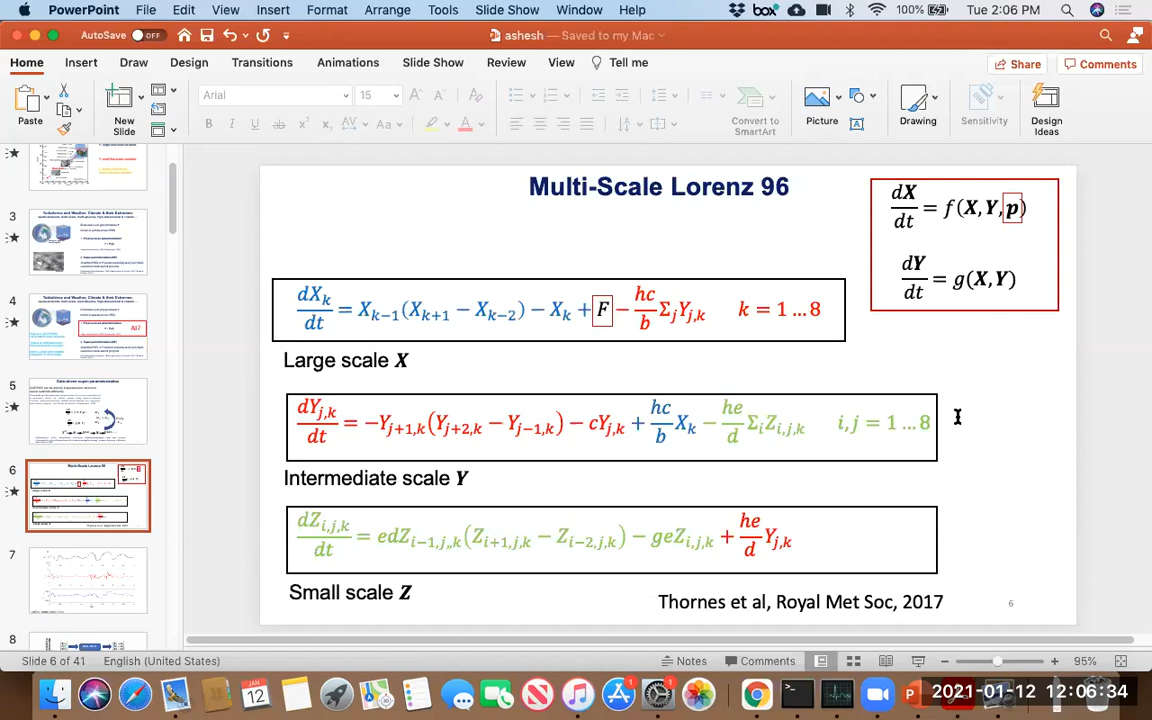 PowerPoint File Edit View Insert Format Arrange Tools Slide Show Window Help box 100% Tue 2:06 PM
AutoSave OFF ashesh — Saved to my Mac
Home Insert Draw Design Transitions Animations Slide Show Review View Tell me Share Comments
Arial 15
Paste New Slide Convert to SmartArt Picture Drawing Sensitivity Design Ideas
Multi-Scale Lorenz 96
dX/dt = f(X, Y, p)
dY/dt = g(X, Y)
dX_k/dt = X_{k−1}(X_{k+1} − X_{k−2}) − X_k + F − hc/b Σ_j Y_{j,k} k = 1 … 8
Large scale X
dY_{j,k}/dt = −Y_{j+1,k}(Y_{j+2,k} − Y_{j−1,k}) − cY_{j,k} + hc/b X_k − he/d Σ_i Z_{i,j,k} i, j = 1 … 8
Intermediate scale Y
dZ_{i,j,k}/dt = edZ_{i−1,j,,k}(Z_{i+1,j,k} − Z_{i−2,j,k}) − geZ_{i,j,k} + he/d Y_{j,k}
Small scale Z
Thornes et al, Royal Met Soc, 2017
6
3
4
5
6
7
8
Slide 6 of 41 English (United States) Notes Comments 95%
JAN 12
2021-01-12 12:06:34